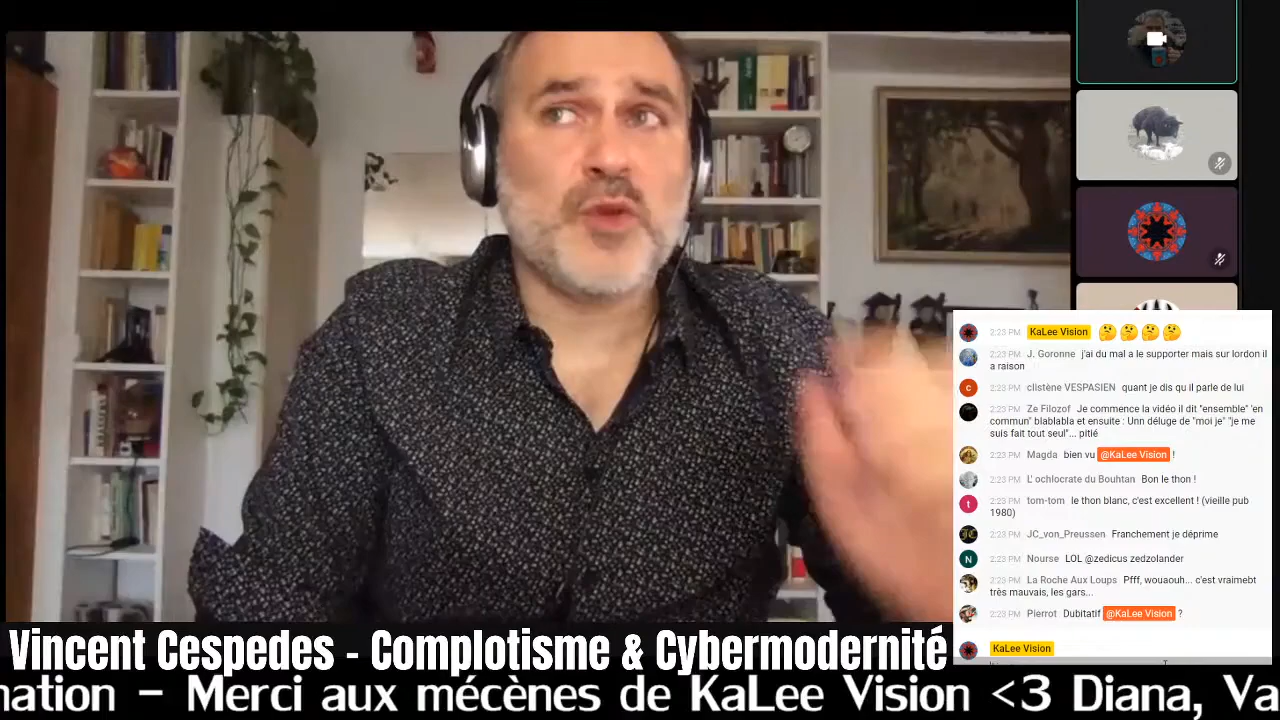 2:23 PM KaLee Vision 🤔🤔🤔🤔
2:23 PM J. Goronne j'ai du mal a le supporter mais sur lordon il
a raison
2:23 PM clistène VESPASIEN quant je dis qu il parle de lui
2:23 PM Ze Filozof Je commence la vidéo il dit "ensemble" 'en
commun" blablabla et ensuite : Unn déluge de "moi je" "je me
suis fait tout seul"... pitié
2:23 PM Magda bien vu @KaLee Vision !
2:23 PM L' ochlocrate du Bouhtan Bon le thon !
2:23 PM tom-tom le thon blanc, c'est excellent ! (vieille pub
1980)
2:23 PM JC_von_Preussen Franchement je déprime
2:23 PM Nourse LOL @zedicus zedzolander
2:23 PM La Roche Aux Loups Pfff, wouaouh... c'est vraimebt
très mauvais, les gars...
2:23 PM Pierrot Dubitatif @KaLee Vision ?
KaLee Vision
Vincent Cespedes - Complotisme & Cybermodernité
nation – Merci aux mécènes de KaLee Vision <3 Diana, Va